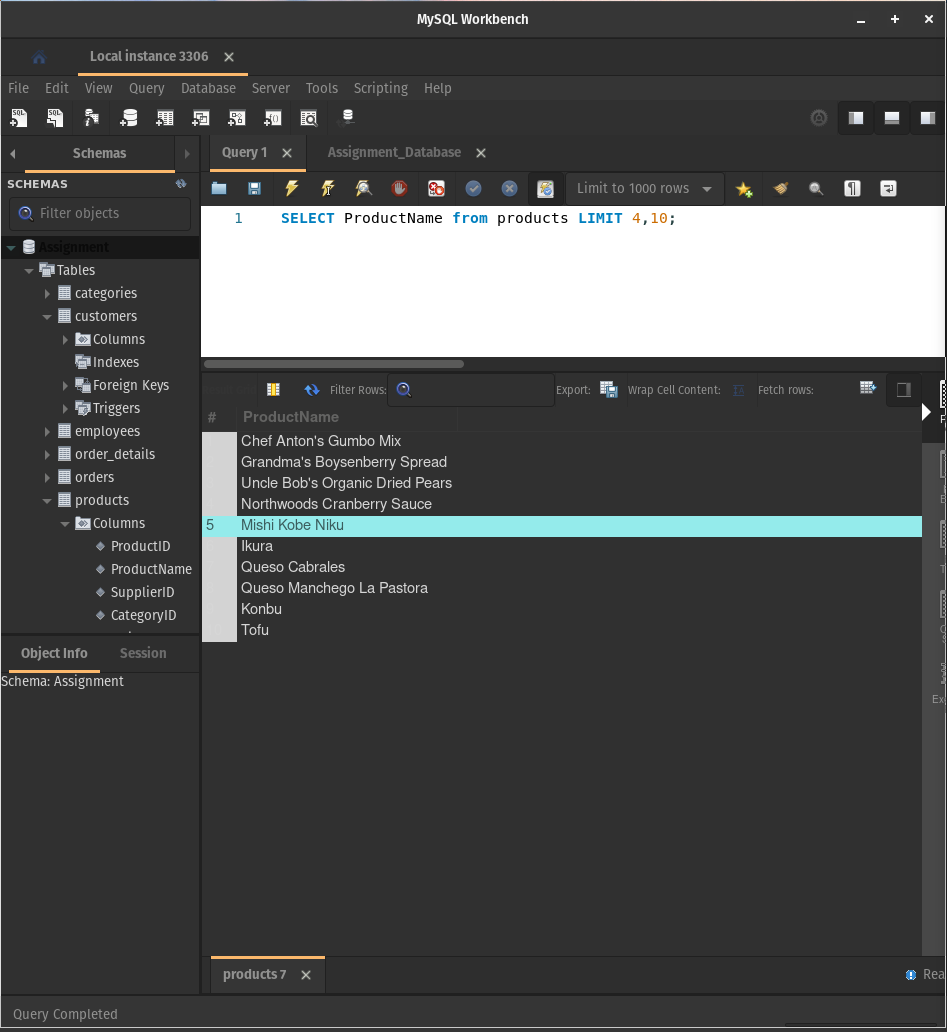 MySQL Workbench
Local instance 3306
File Edit View Query Database Server Tools Scripting Help
Schemas
Query 1
Assignment_Database
SCHEMAS
Limit to 1000 rows
Filter objects
1 SELECT ProductName from products LIMIT 4,10;
Assignment
Tables
categories
customers
Columns
Indexes
Foreign Keys
Triggers
employees
order_details
orders
products
Columns
ProductID
ProductName
SupplierID
CategoryID
Filter Rows:
Export:
Wrap Cell Content:
Fetch rows:
# ProductName
Chef Anton's Gumbo Mix
Grandma's Boysenberry Spread
Uncle Bob's Organic Dried Pears
Northwoods Cranberry Sauce
5 Mishi Kobe Niku
Ikura
Queso Cabrales
Queso Manchego La Pastora
Konbu
Tofu
Object Info Session
Schema: Assignment
products 7
Rea
Query Completed